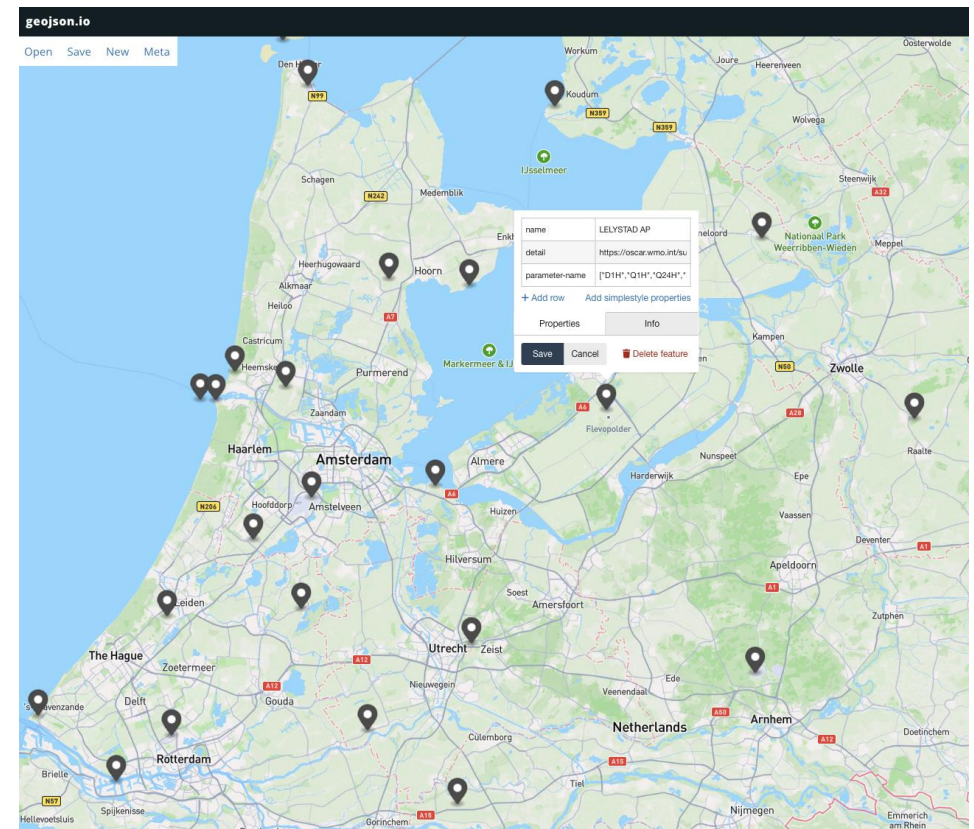 geojson.io
Open Save New Meta
Oosterwolde
Workum
Joure
Heerenveen
N99
Koudum
N359
N359
Wolvega
IJsselmeer
Schagen
Steenwijk
N242
Medemblik
A32
name LELYSTAD AP
detail https://oscar.wmo.int/su
parameter-name ["D1H","Q1H","Q24H","
+ Add row Add simplestyle properties
Properties Info
Save Cancel Delete feature
Nationaal Park
Weerribben-Wieden
Meppel
Heerhugowaard
Hoorn
Alkmaar
Heiloo
A7
Castricum
Kampen
Markermeer & IJ
Purmerend
N50
Zwolle
A6
A28
Zaandam
Flevopolder
Haarlem
Amsterdam
Almere
Nunspeet
Raalte
Harderwijk
Epe
A6
N206
Hoofddorp
Amstelveen
Huizen
Vaassen
Deventer
A1
Hilversum
Apeldoorn
A1
Soest
Amersfoort
Leiden
Zutphen
The Hague
Utrecht
Zeist
Zoetermeer
A12
Ede
Nieuwegein
A12
Veenendaal
Delft
Gouda
A50
Arnhem
Netherlands
Culemborg
A12
Doetinchem
Rotterdam
A15
Brielle
Tiel
N57
Spijkenisse
Nijmegen
Hellevoetsluis
A15
Gorinchem
Emmerich
am Rhein